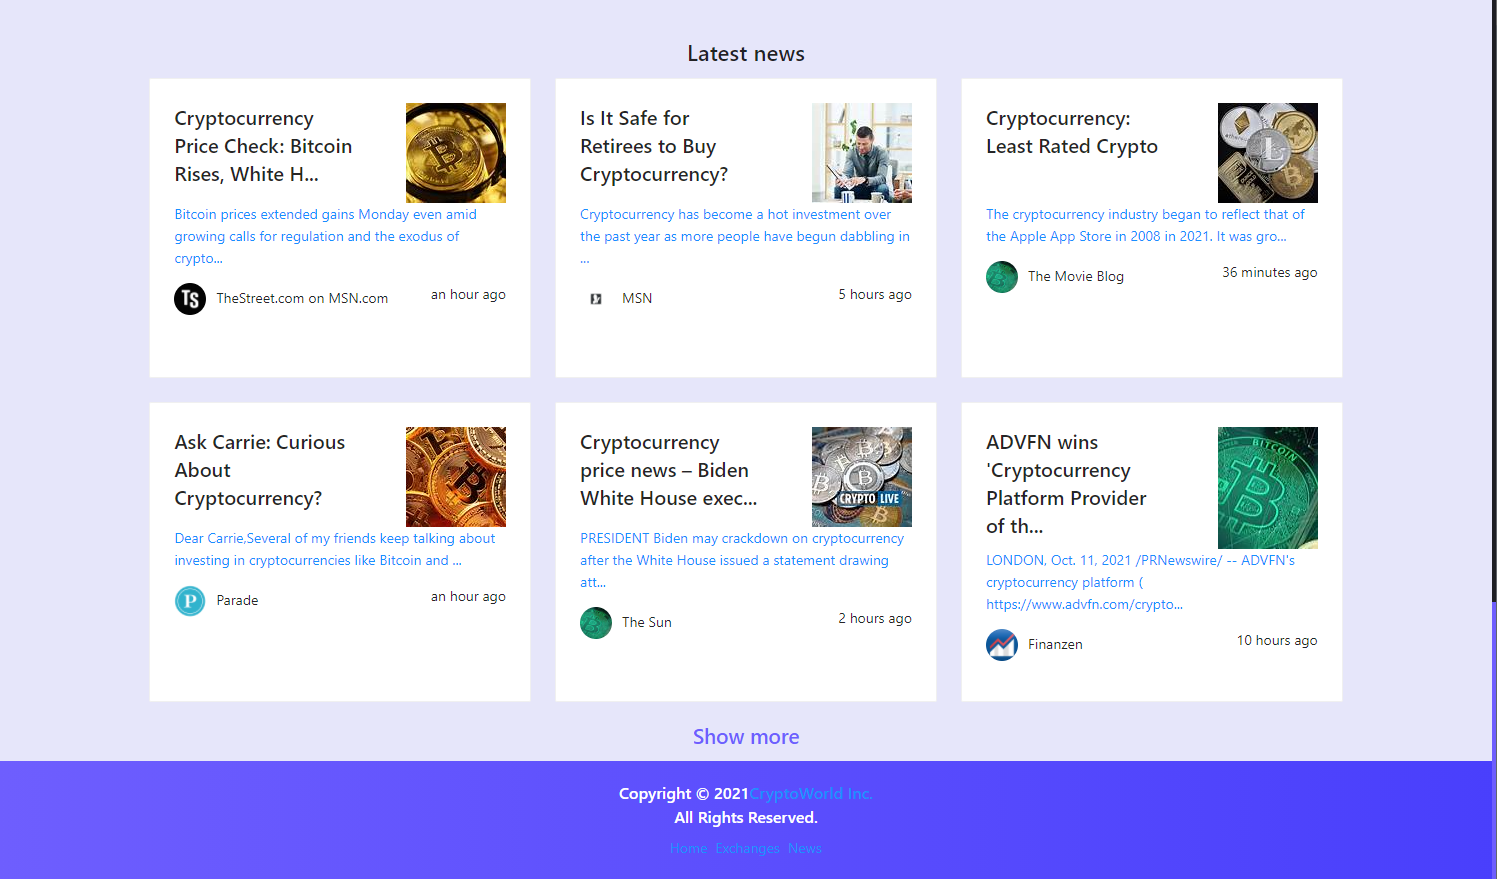 Latest news
Cryptocurrency
Price Check: Bitcoin
Rises, White H...
Bitcoin prices extended gains Monday even amid
growing calls for regulation and the exodus of
crypto...
TS
TheStreet.com on MSN.com
an hour ago
Is It Safe for
Retirees to Buy
Cryptocurrency?
Cryptocurrency has become a hot investment over
the past year as more people have begun dabbling in
...
MSN
5 hours ago
Cryptocurrency:
Least Rated Crypto
The cryptocurrency industry began to reflect that of
the Apple App Store in 2008 in 2021. It was gro...
The Movie Blog
36 minutes ago
Ask Carrie: Curious
About
Cryptocurrency?
Dear Carrie,Several of my friends keep talking about
investing in cryptocurrencies like Bitcoin and ...
P
Parade
an hour ago
Cryptocurrency
price news – Biden
White House exec...
CRYPTO LIVE
PRESIDENT Biden may crackdown on cryptocurrency
after the White House issued a statement drawing
att...
The Sun
2 hours ago
ADVFN wins
'Cryptocurrency
Platform Provider
of th...
BITCOIN
LONDON, Oct. 11, 2021 /PRNewswire/ -- ADVFN's
cryptocurrency platform (
https://www.advfn.com/crypto...
Finanzen
10 hours ago
Show more
Copyright © 2021CryptoWorld Inc.
All Rights Reserved.
Home Exchanges News